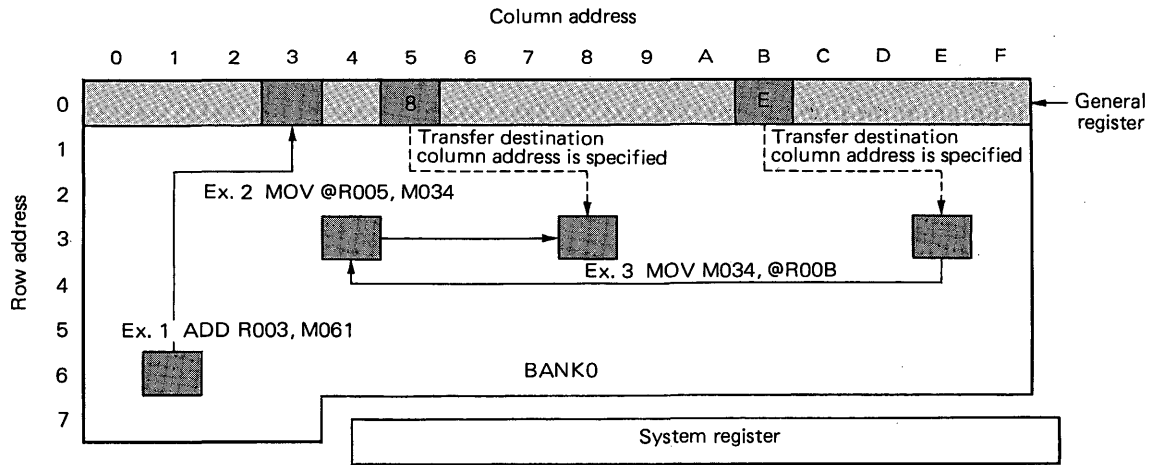 Column address
0 1 2 3 4 5 6 7 8 9 A B C D E F
0 8 E General
register
1 Transfer destination Transfer destination
column address is specified column address is specified
2 Ex. 2 MOV @R005, M034
3
Ex. 3 MOV M034, @R00B
4
5 Ex. 1 ADD R003, M061
6 BANK0
7
System register
Row address